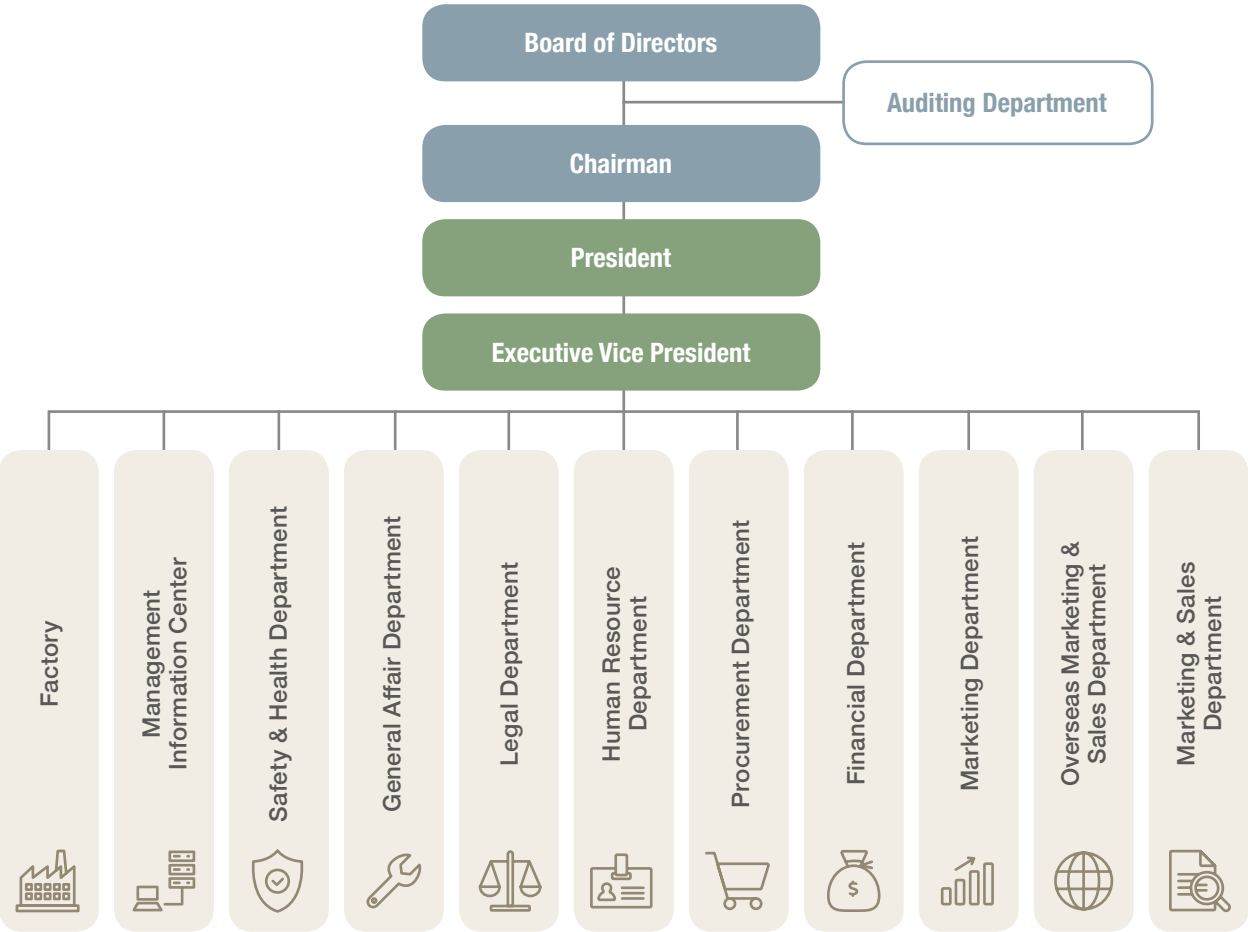 Board of Directors
Auditing Department
Chairman
President
Executive Vice President
Factory
Management
Information Center
Safety & Health Department
General Affair Department
Legal Department
Human Resource
Department
Procurement Department
Financial Department
Marketing Department
Overseas Marketing &
Sales Department
Marketing & Sales
Department
$